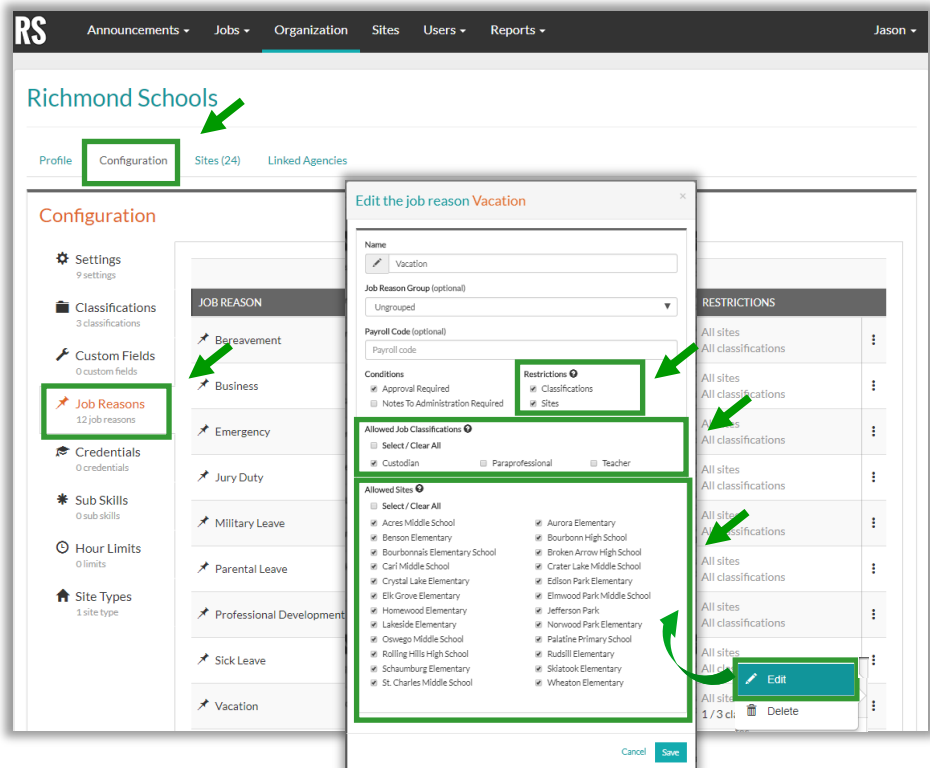 RS Announcements Jobs Organization Sites Users Reports Jason
Richmond Schools
Profile Configuration Sites (24) Linked Agencies
Configuration
Settings
9 settings
Classifications
3 classifications
Custom Fields
0 custom fields
Job Reasons
12 job reasons
Credentials
0 credentials
Sub Skills
0 sub skills
Hour Limits
0 limits
Site Types
1 site type
JOB REASON
Bereavement
Business
Emergency
Jury Duty
Military Leave
Parental Leave
Professional Development
Sick Leave
Vacation
Edit the job reason Vacation ×
Name
Vacation
Job Reason Group (optional)
Ungrouped
Payroll Code (optional)
Payroll code
Conditions Restrictions
Approval Required Classifications
Notes To Administration Required Sites
Allowed Job Classifications
Select / Clear All
Custodian Paraprofessional Teacher
Allowed Sites
Select / Clear All
Acres Middle School Aurora Elementary
Benson Elementary Bourbonn High School
Bourbonnais Elementary School Broken Arrow High School
Carl Middle School Crater Lake Middle School
Crystal Lake Elementary Edison Park Elementary
Elk Grove Elementary Elmwood Park Middle School
Homewood Elementary Jefferson Park
Lakeside Elementary Norwood Park Elementary
Oswego Middle School Palatine Primary School
Rolling Hills High School Rudsill Elementary
Schaumburg Elementary Skiatook Elementary
St. Charles Middle School Wheaton Elementary
Cancel Save
RESTRICTIONS
All sites
All classifications
All sites
All classifications
All sites
All classifications
All sites
All classifications
All sites
All classifications
All sites
All classifications
All sites
All classifications
All sites
All
Edit
All
1 / 3
Delete